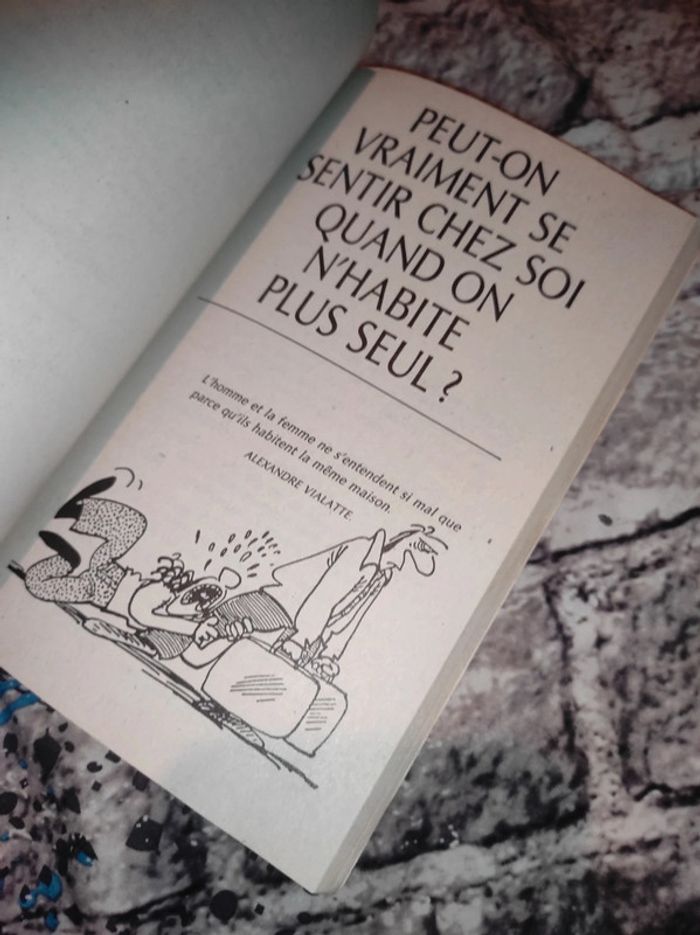 PEUT-ON
VRAIMENT SE
SENTIR CHEZ SOI
QUAND ON
N'HABITE
PLUS SEUL ?
L'homme et la femme ne s'entendent si mal que
parce qu'ils habitent la même maison.
ALEXANDRE VIALATTE.